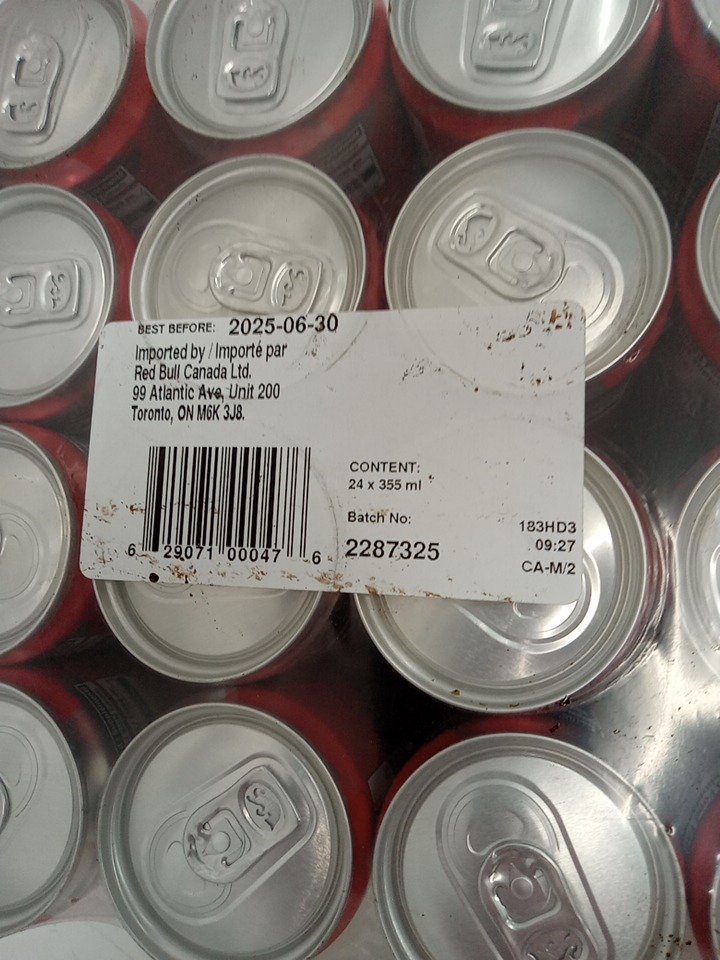 BEST BEFORE: 2025-06-30
Imported by / Importé par
Red Bull Canada Ltd.
99 Atlantic Ave, Unit 200
Toronto, ON M6K 3J8.
CONTENT:
24 x 355 ml
Batch No:
2287325
183HD3
09:27
CA-M/2
6 29071 00047 6